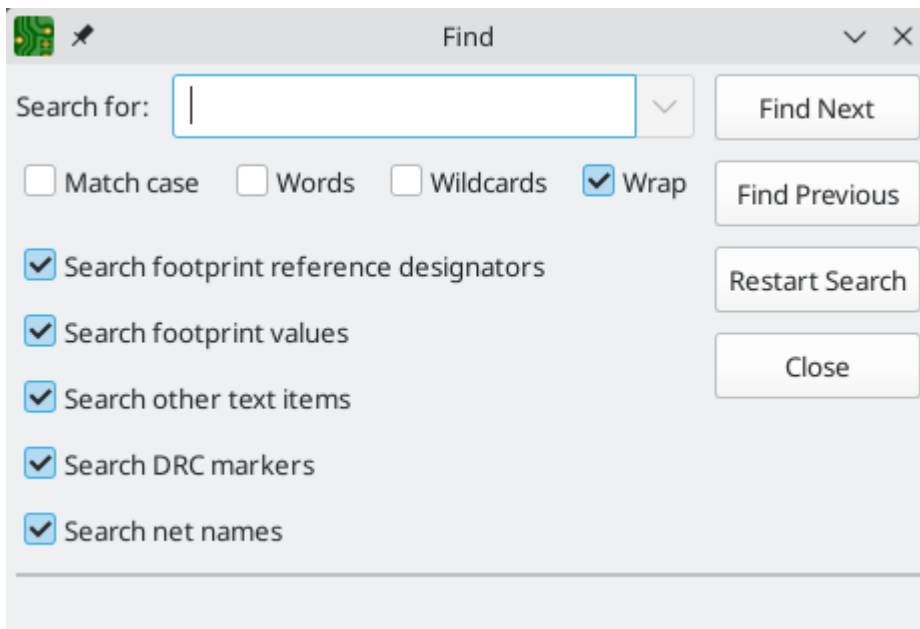 Find
Search for:
Find Next
Match case Words Wildcards Wrap
Find Previous
Search footprint reference designators
Restart Search
Search footprint values
Close
Search other text items
Search DRC markers
Search net names